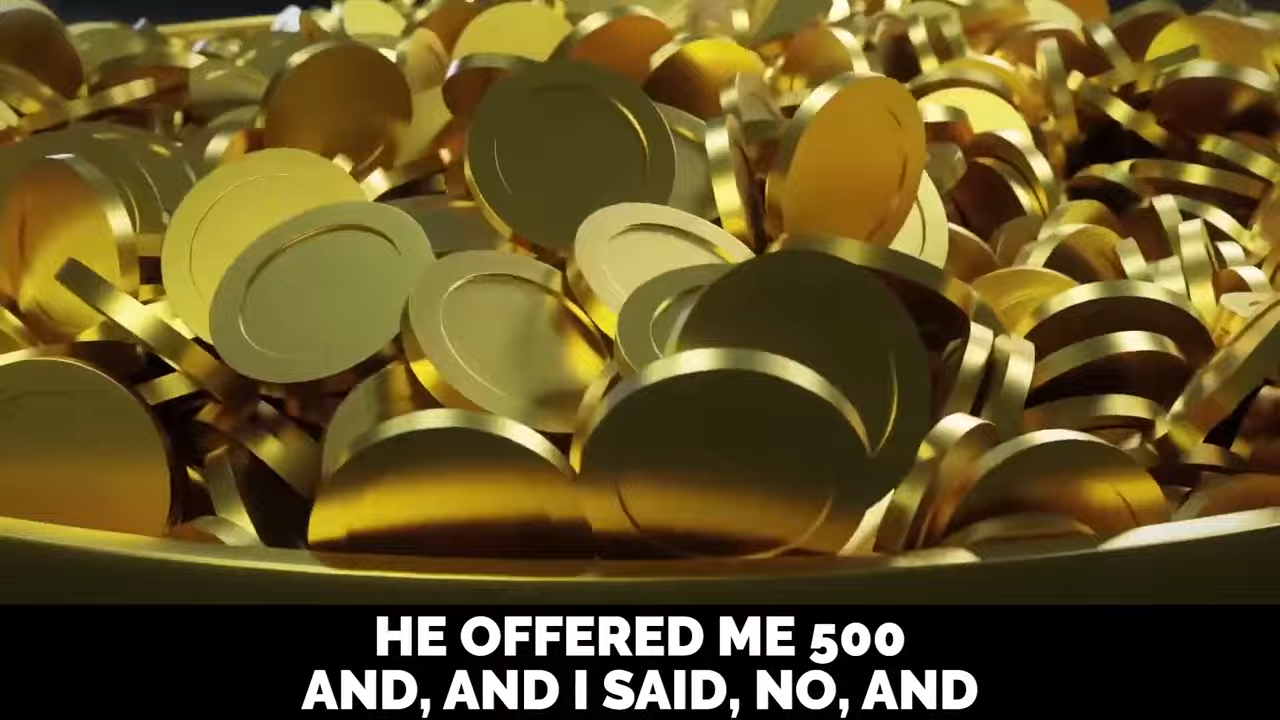 HE OFFERED ME 500
AND, AND I SAID, NO, AND